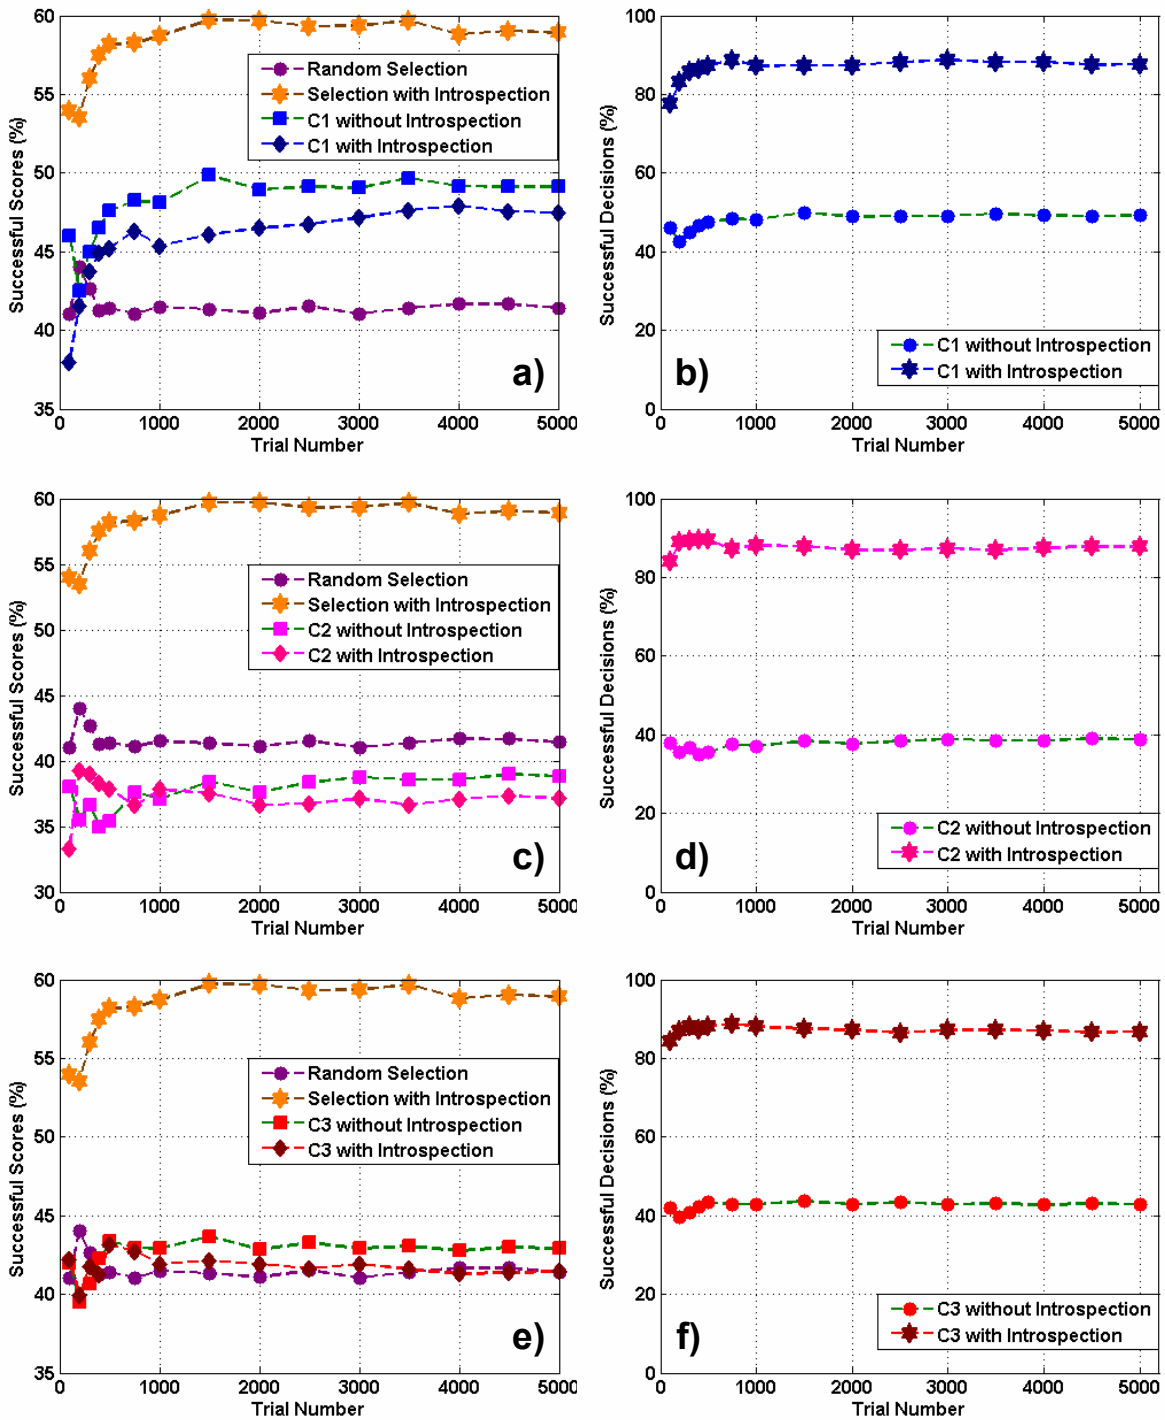 60
55
50
45
40
35
0
1000
2000
3000
4000
5000
Successful Scores (%)
Trial Number
Random Selection
Selection with Introspection
C1 without Introspection
C1 with Introspection
a)
100
80
60
40
20
0
0
1000
2000
3000
4000
5000
Successful Decisions (%)
Trial Number
C1 without Introspection
C1 with Introspection
b)
60
55
50
45
40
35
30
0
1000
2000
3000
4000
5000
Successful Scores (%)
Trial Number
Random Selection
Selection with Introspection
C2 without Introspection
C2 with Introspection
c)
100
80
60
40
20
0
0
1000
2000
3000
4000
5000
Successful Decisions (%)
Trial Number
C2 without Introspection
C2 with Introspection
d)
60
55
50
45
40
35
0
1000
2000
3000
4000
5000
Successful Scores (%)
Trial Number
Random Selection
Selection with Introspection
C3 without Introspection
C3 with Introspection
e)
100
80
60
40
20
0
0
1000
2000
3000
4000
5000
Successful Decisions (%)
Trial Number
C3 without Introspection
C3 with Introspection
f)